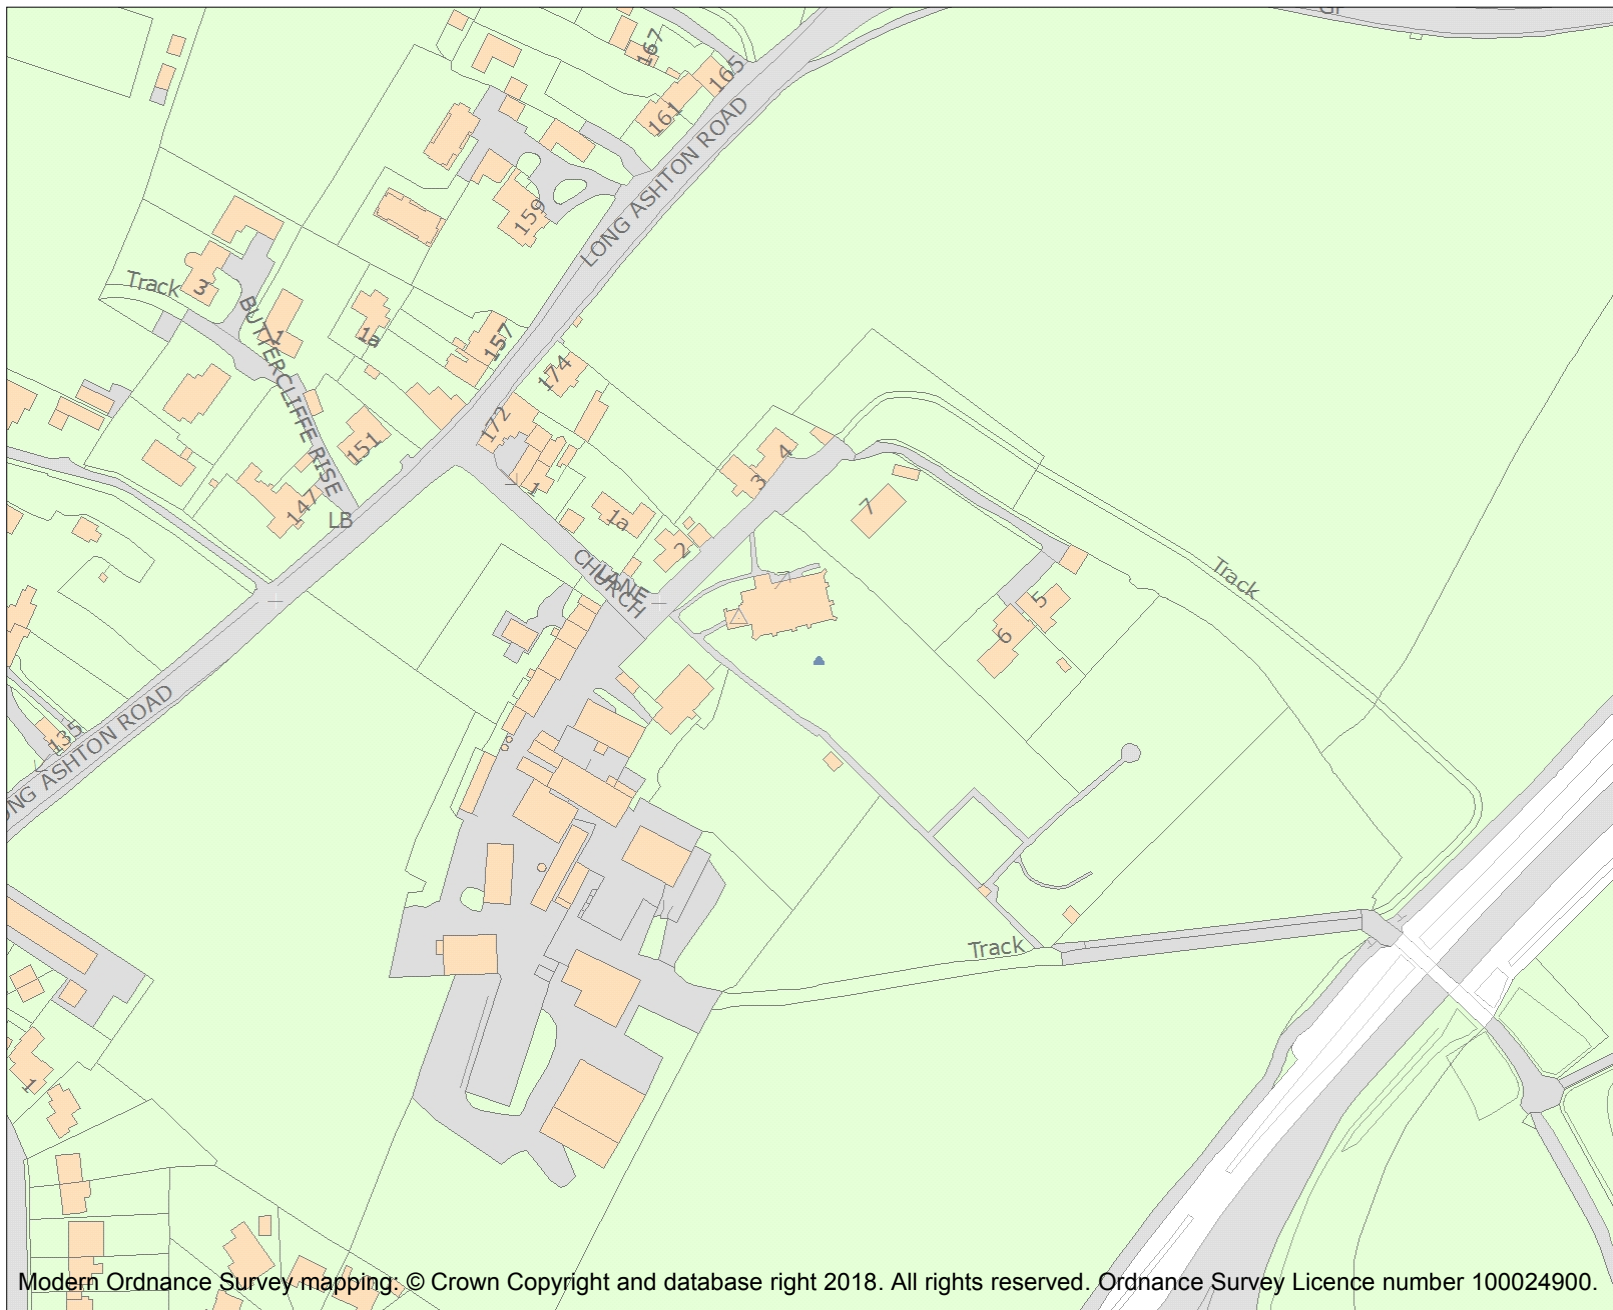 167
165
161
LONG ASHTON ROAD
159
Track
3
BUTTERCLIFFE RISE
1
1a
157
174
172
151
147
LB
1
1a
2
3
4
7
CHURCH
LANE
5
6
Track
135
LONG ASHTON ROAD
Track
1
Modern Ordnance Survey mapping: © Crown Copyright and database right 2018. All rights reserved. Ordnance Survey Licence number 100024900.